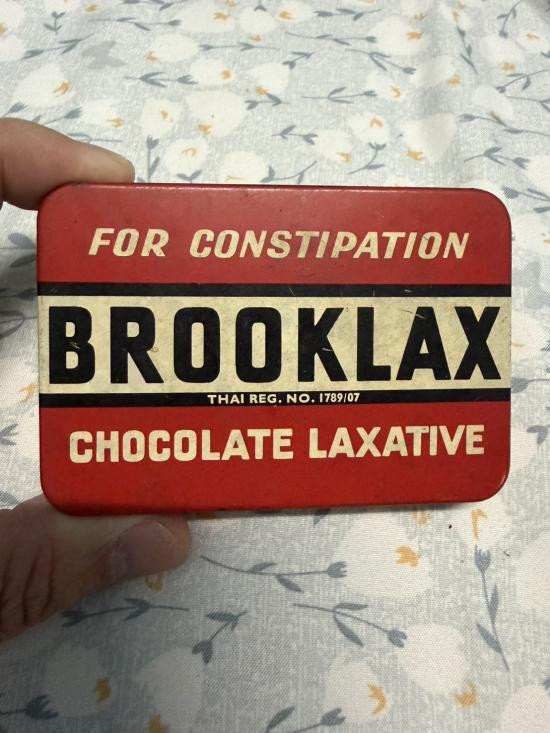 FOR CONSTIPATION
BROOKLAX
THAI REG. NO. 1789/07
CHOCOLATE LAXATIVE